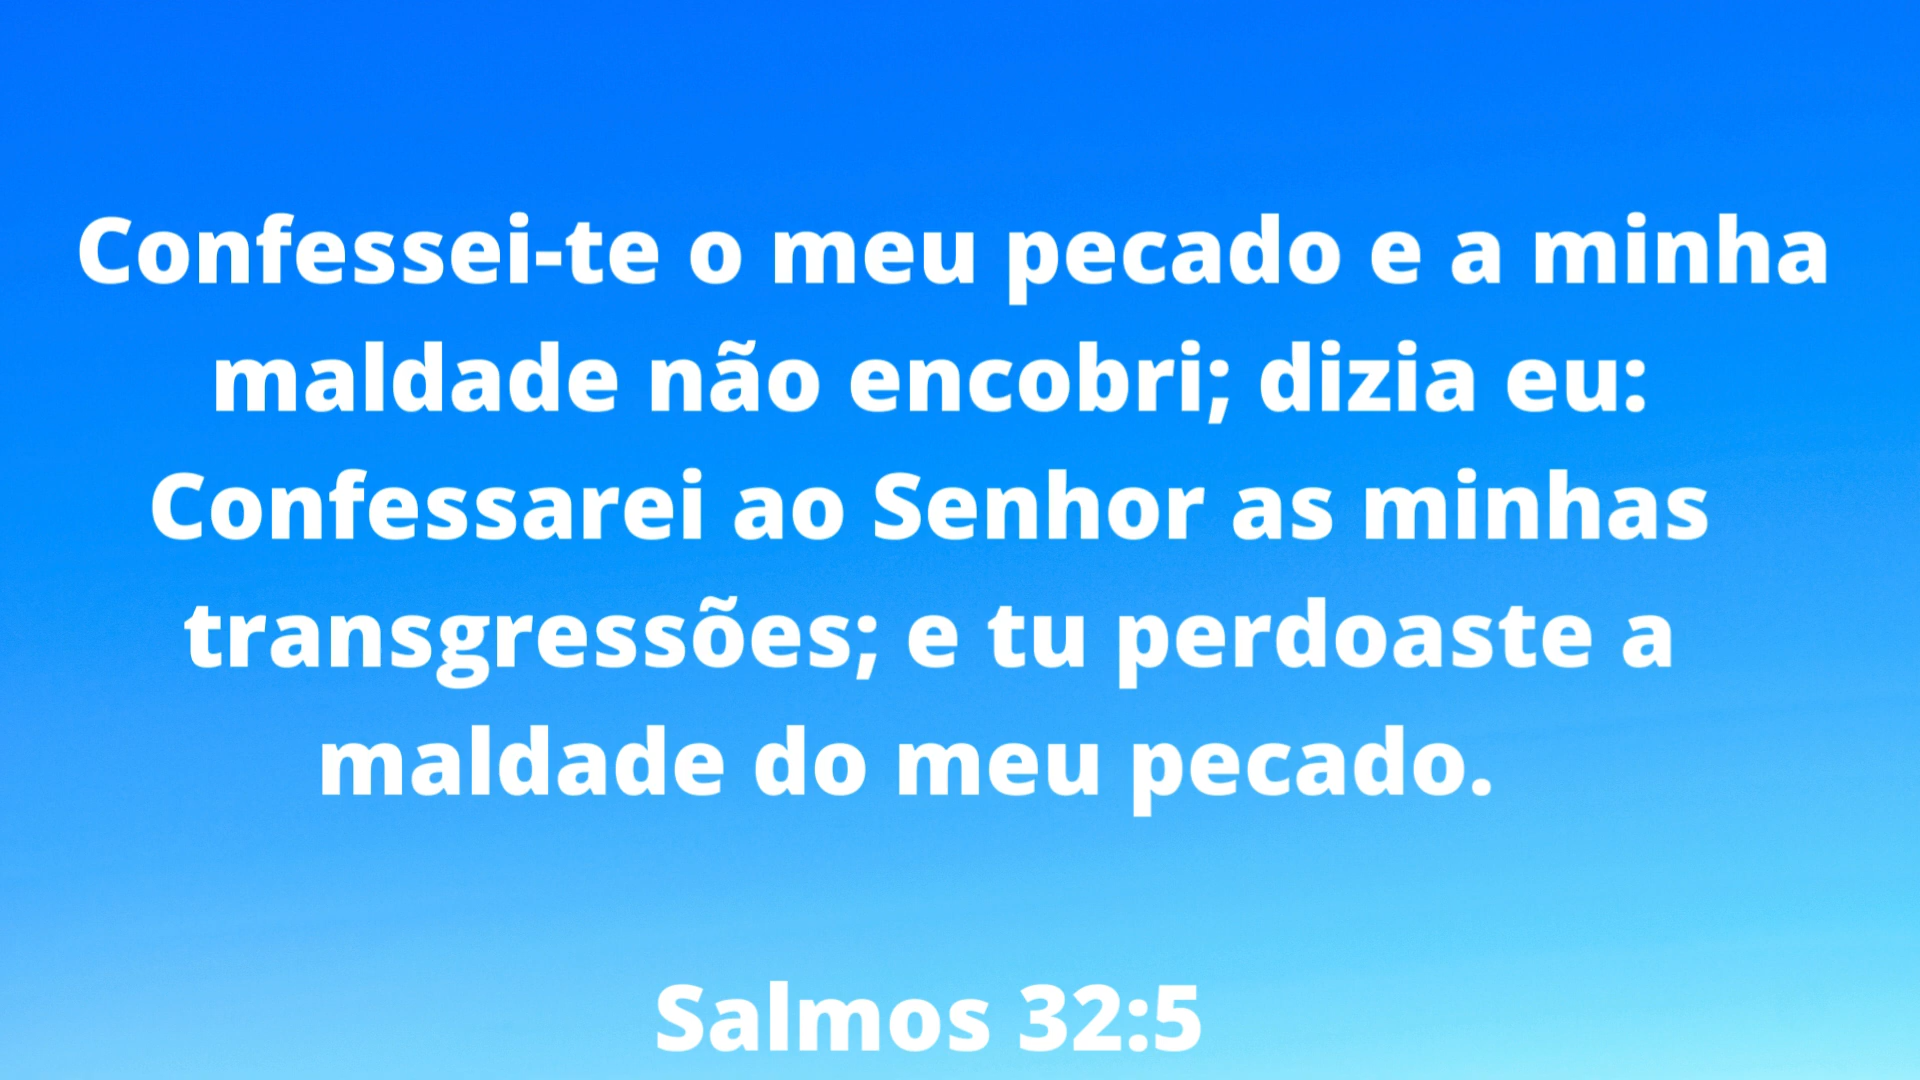 Confessei-te o meu pecado e a minha
maldade não encobri; dizia eu:
Confessarei ao Senhor as minhas
transgressões; e tu perdoaste a
maldade do meu pecado.
Salmos 32:5